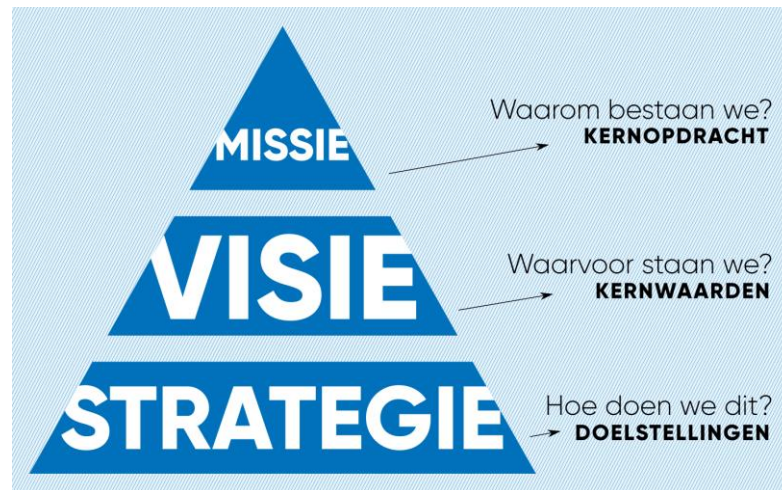 MISSIE
Waarom bestaan we?
KERNOPDRACHT
VISIE
Waarvoor staan we?
KERNWAARDEN
STRATEGIE
Hoe doen we dit?
DOELSTELLINGEN